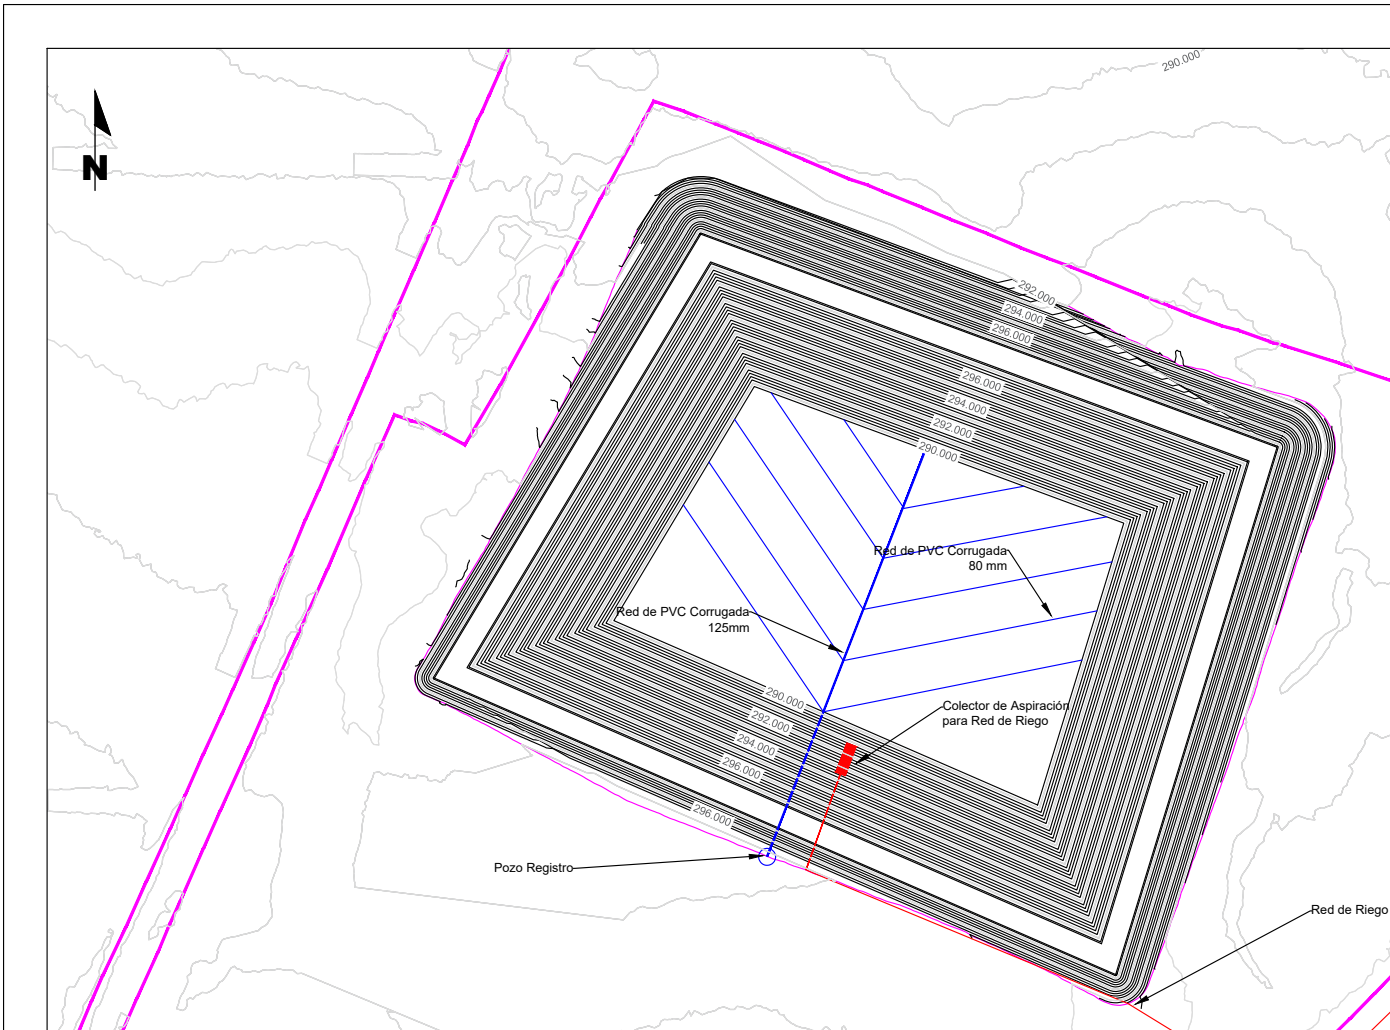 290.000
N
292.000
294.000
296.000
296.000
294.000
292.000
290.000
Red de PVC Corrugada
80 mm
Red de PVC Corrugada
125mm
290.000
292.000
294.000
296.000
296.000
Colector de Aspiración
para Red de Riego
Pozo Registro
Red de Riego